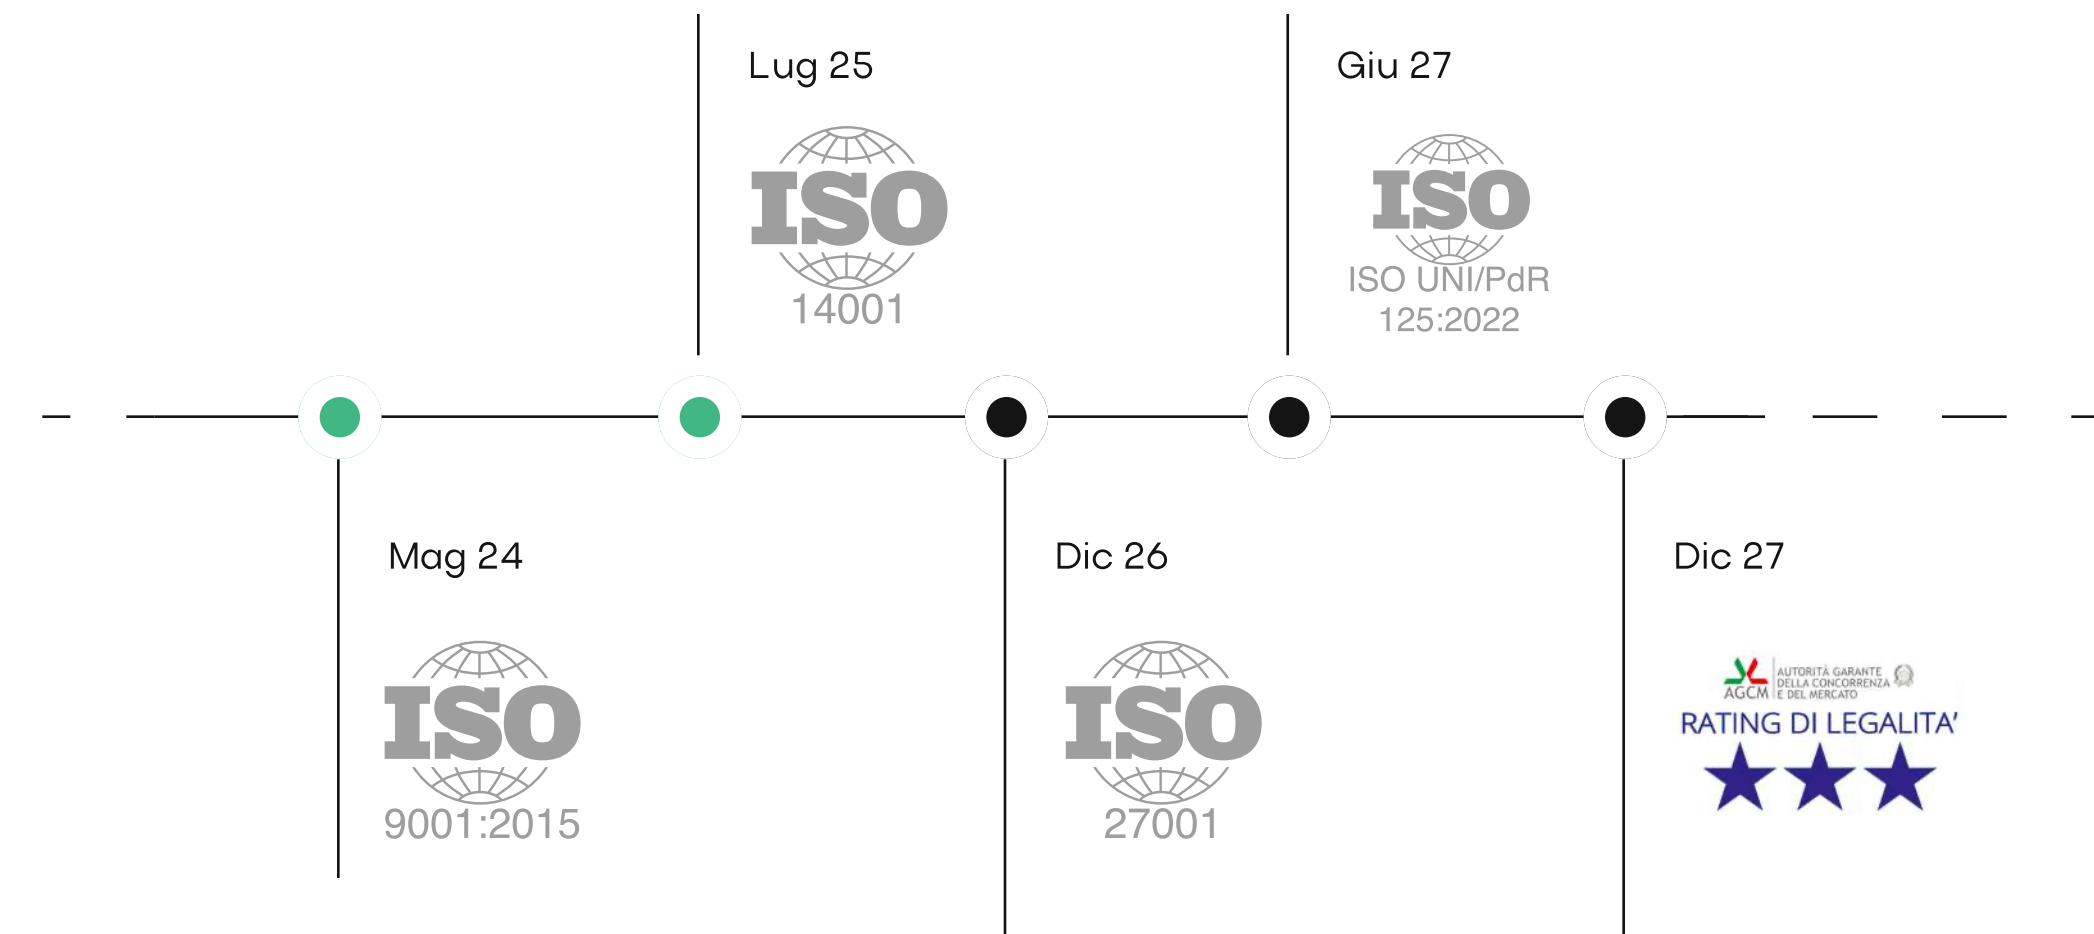 Lug 25
ISO
14001
Giu 27
ISO
ISO UNI/PdR
125:2022
Mag 24
ISO
9001:2015
Dic 26
ISO
27001
Dic 27
AGCM
AUTORITÀ GARANTE
DELLA CONCORRENZA
E DEL MERCATO
RATING DI LEGALITA’